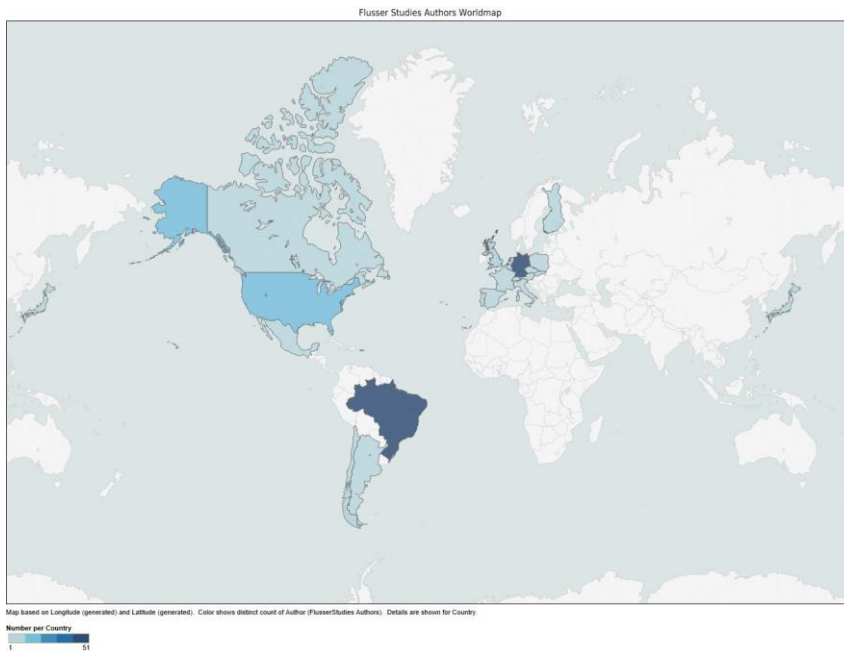 Flusser Studies Authors Worldmap
Map based on Longitude (generated) and Latitude (generated). Color shows distinct count of Author (FlusserStudies Authors). Details are shown for Country.
Number per Country
1 51